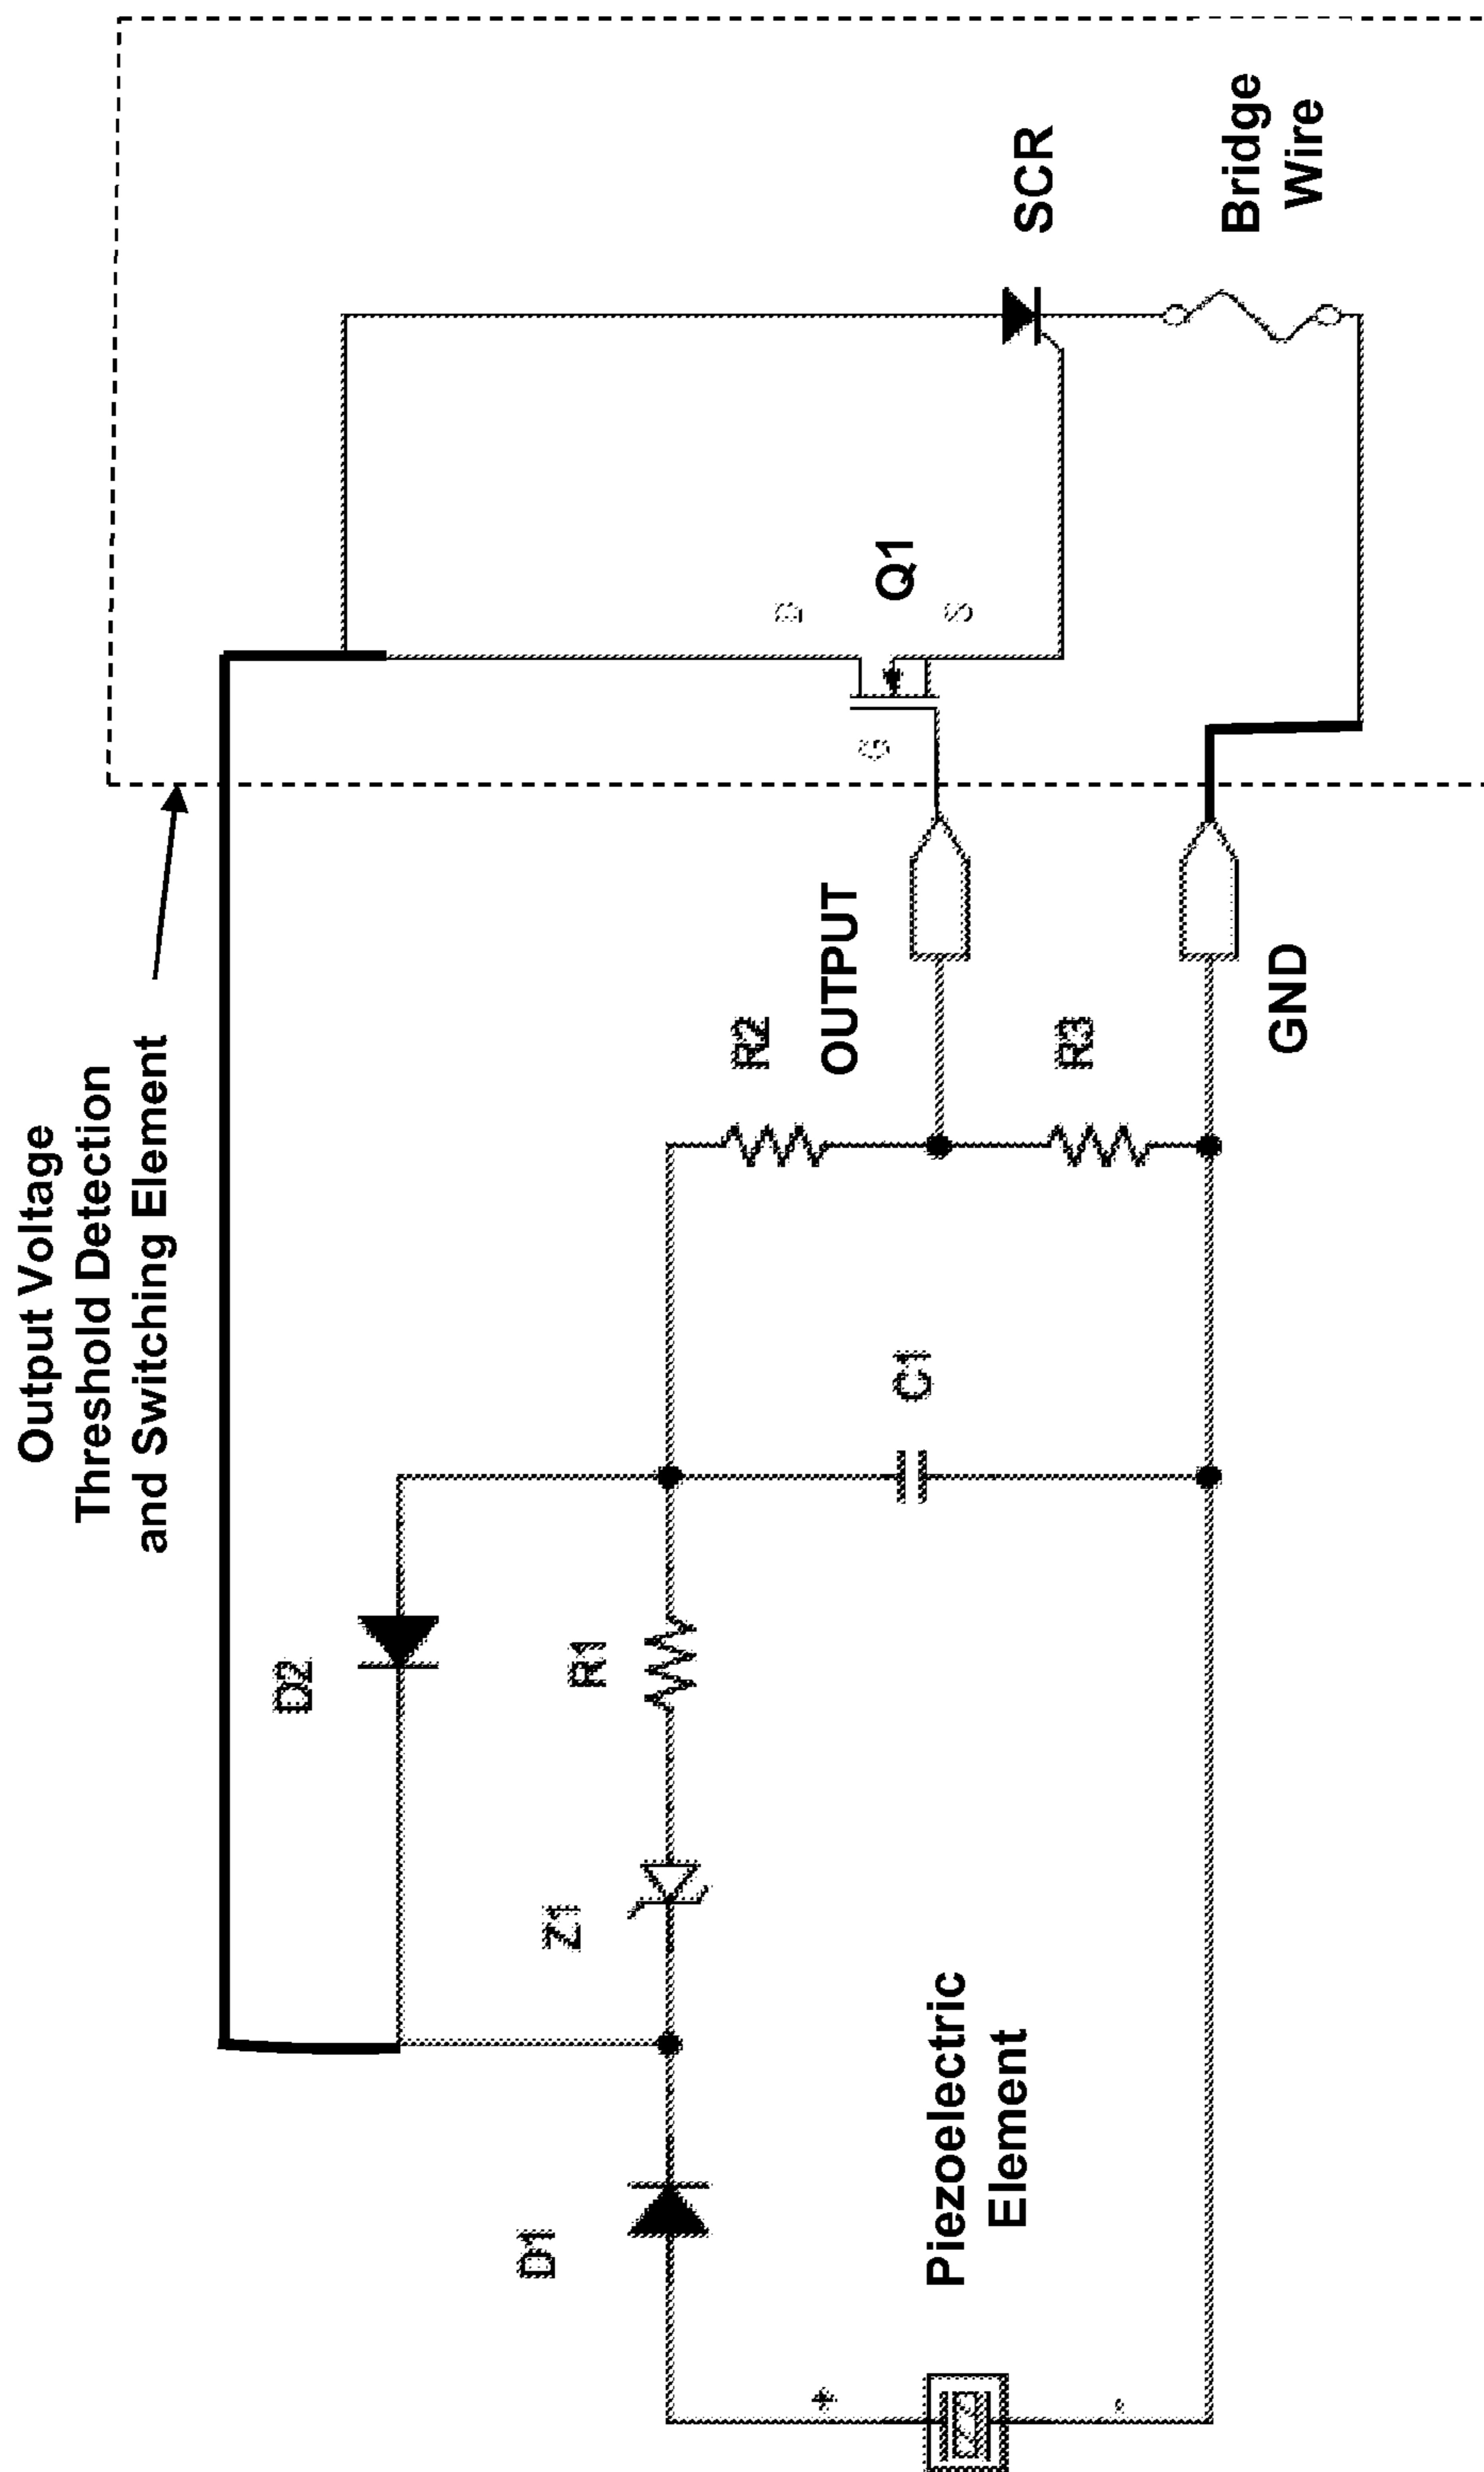 Output Voltage
Threshold Detection
and Switching Element
D2
R1
Z1
D1
C1
R2
R3
OUTPUT
GND
Piezoelectric
Element
+
-
D
G
S
Q1
SCR
Bridge
Wire